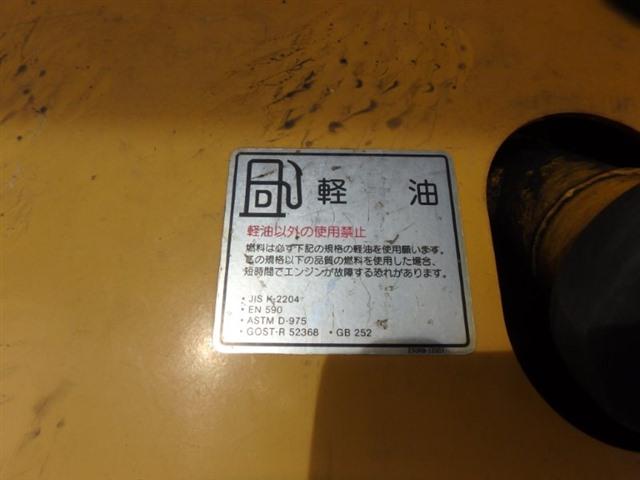 D 軽 油
軽油以外の使用禁止
燃料は必ず下記の規格の軽油を使用願います。
この規格以下の品質の燃料を使用した場合、
短時間でエンジンが故障する恐れがあります。
・JIS K-2204
・EN 590
・ASTM D-975
・GOST-R 52368 ・GB 252